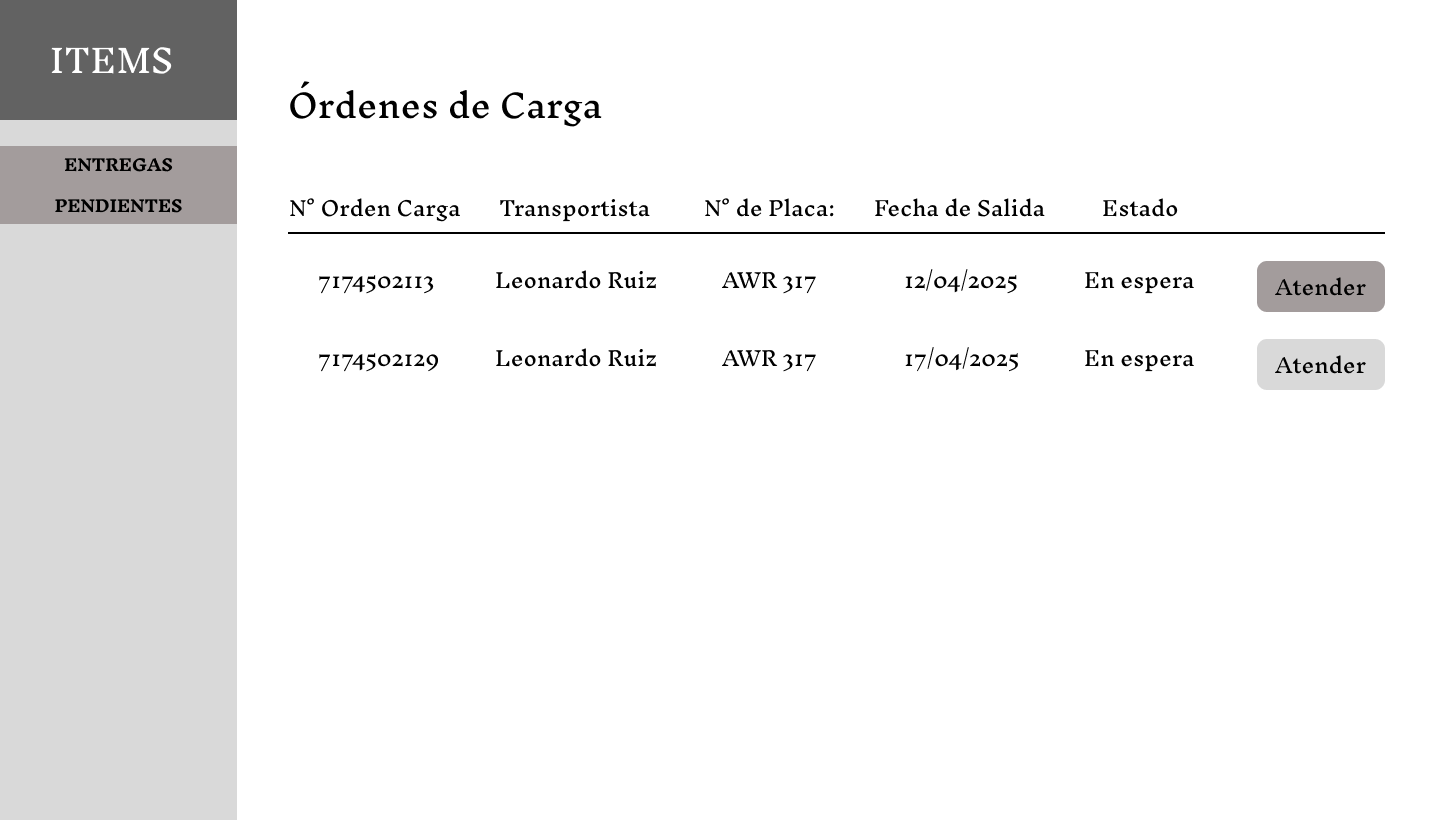 ITEMS
ENTREGAS
PENDIENTES
Órdenes de Carga
N° Orden Carga Transportista N° de Placa: Fecha de Salida Estado
7174502113 Leonardo Ruiz AWR 317 12/04/2025 En espera Atender
7174502129 Leonardo Ruiz AWR 317 17/04/2025 En espera Atender